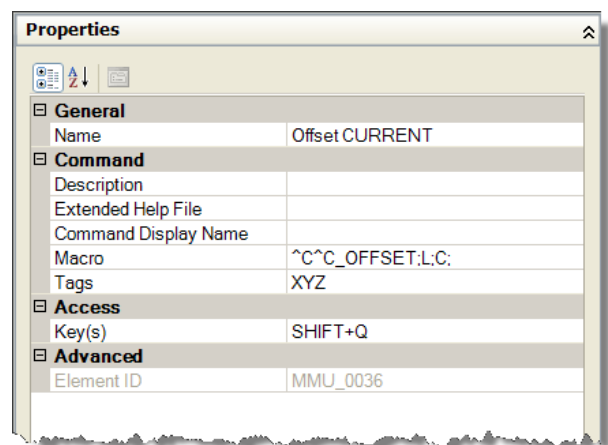 Properties
General
Name Offset CURRENT
Command
Description
Extended Help File
Command Display Name
Macro ^C^C_OFFSET;L;C;
Tags XYZ
Access
Key(s) SHIFT+Q
Advanced
Element ID MMU_0036